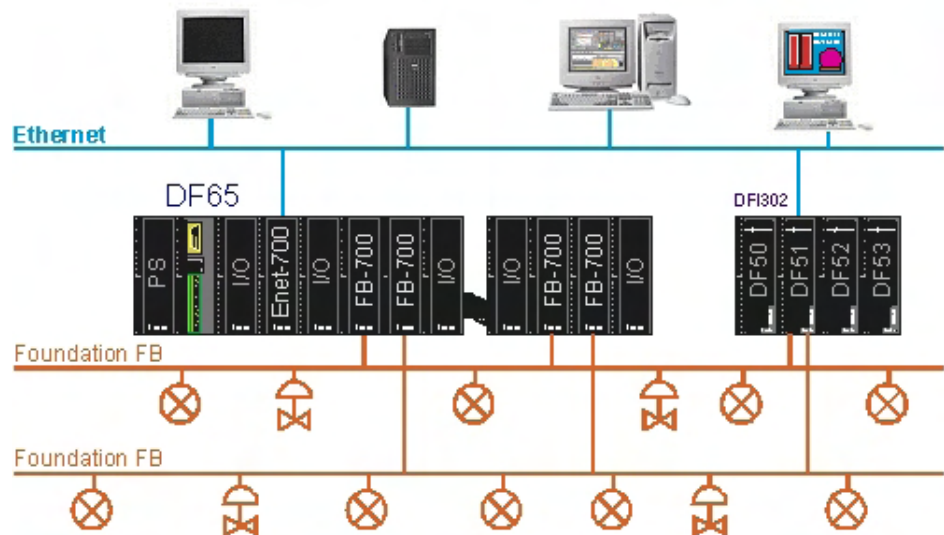 Ethernet
DF65
DFI302
PS
I/O
Enet-700
I/O
FB-700
FB-700
I/O
I/O
FB-700
FB-700
I/O
DF50
DF51
DF52
DF53
Foundation FB
Foundation FB